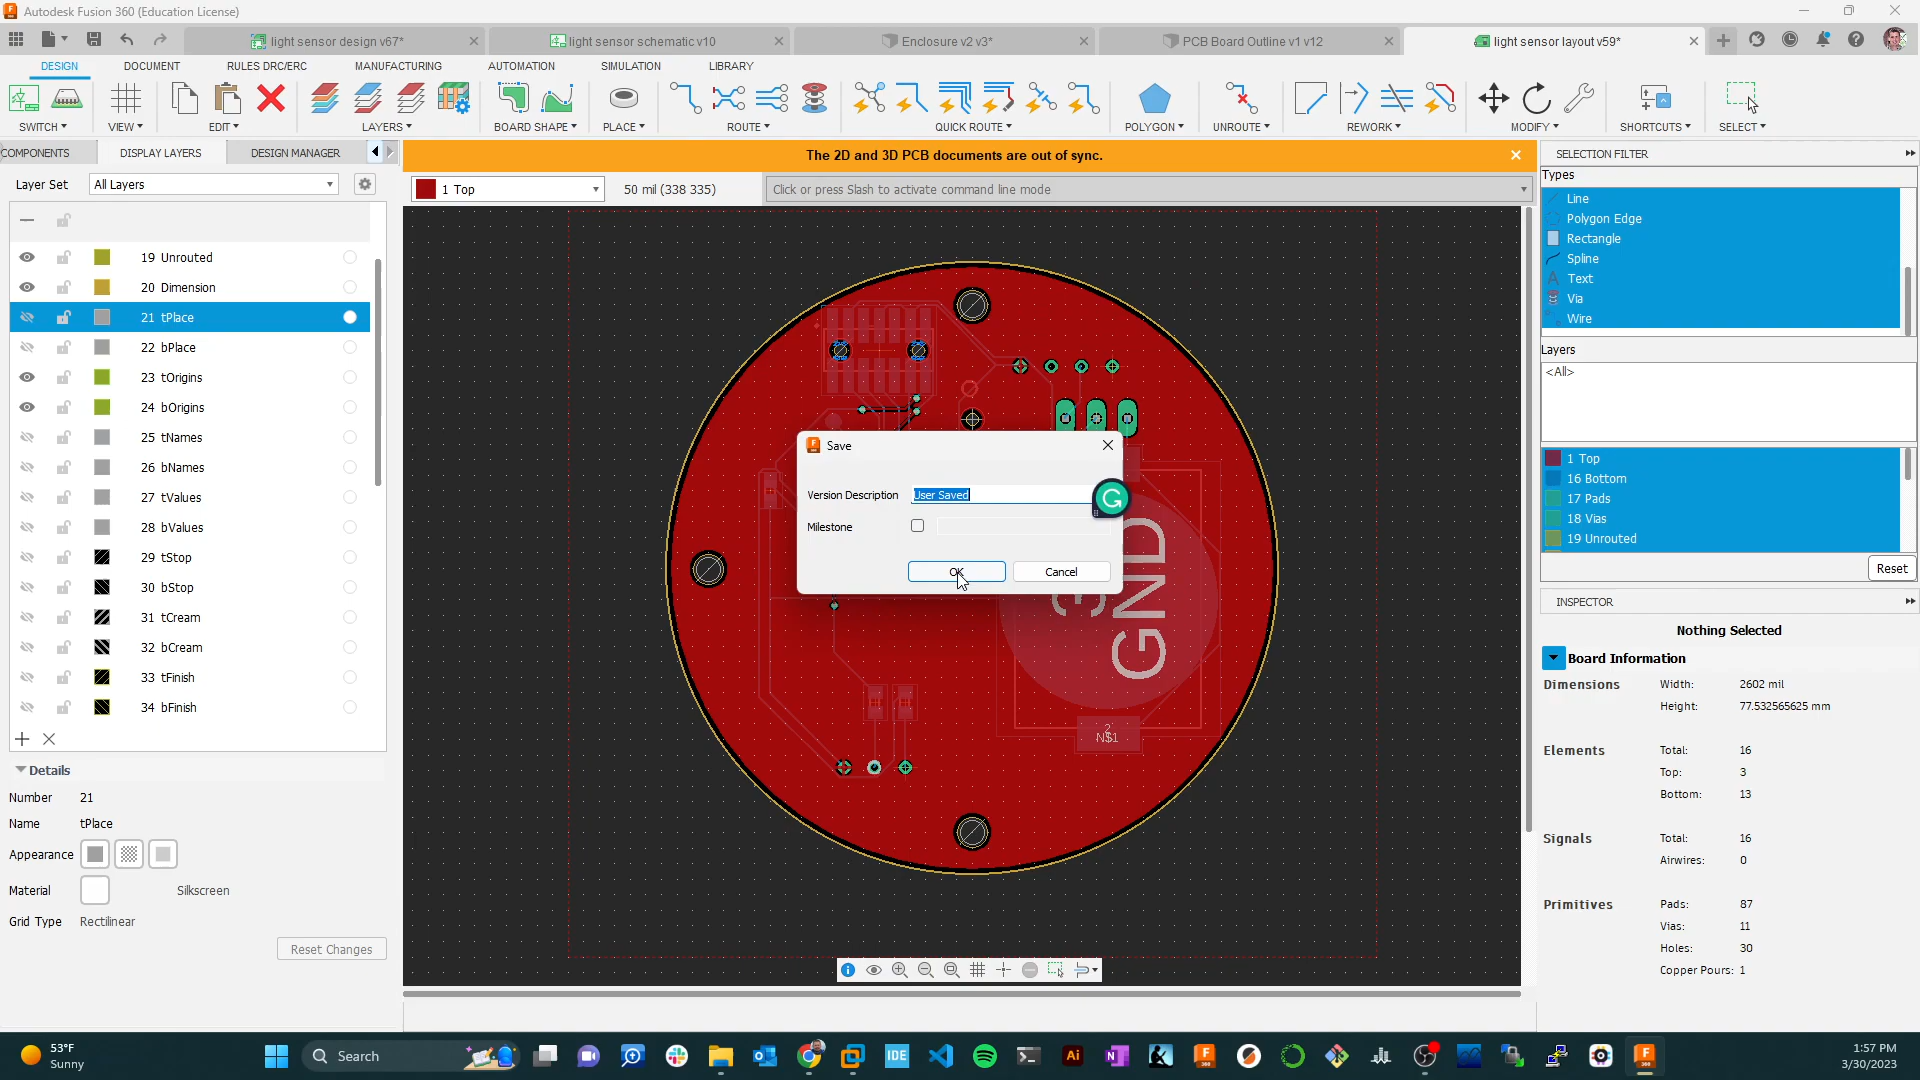 Autodesk Fusion 360 (Education License)
light sensor design v67*
light sensor schematic v10
Enclosure v2 v3*
PCB Board Outline v1 v12
light sensor layout v59*
DESIGN
DOCUMENT
RULES DRC/ERC
MANUFACTURING
AUTOMATION
SIMULATION
LIBRARY
SWITCH
VIEW
EDIT
LAYERS
BOARD SHAPE
PLACE
ROUTE
QUICK ROUTE
POLYGON
UNROUTE
REWORK
MODIFY
SHORTCUTS
SELECT
COMPONENTS
DISPLAY LAYERS
DESIGN MANAGER
The 2D and 3D PCB documents are out of sync.
Layer Set
All Layers
1 Top
50 mil (338 335)
Click or press Slash to activate command line mode
19 Unrouted
20 Dimension
21 tPlace
22 bPlace
23 tOrigins
24 bOrigins
25 tNames
26 bNames
27 tValues
28 bValues
29 tStop
30 bStop
31 tCream
32 bCream
33 tFinish
34 bFinish
Details
Number 21
Name tPlace
Appearance
Material Silkscreen
Grid Type Rectilinear
Reset Changes
Save
Version Description User Saved
Milestone
OK
Cancel
3
GND
2
N$1
SELECTION FILTER
Types
Line
Polygon Edge
Rectangle
Spline
Text
Via
Wire
Layers
<All>
1 Top
16 Bottom
17 Pads
18 Vias
19 Unrouted
Reset
INSPECTOR
Nothing Selected
Board Information
Dimensions Width: 2602 mil
Height: 77.532565625 mm
Elements Total: 16
Top: 3
Bottom: 13
Signals Total: 16
Airwires: 0
Primitives Pads: 87
Vias: 11
Holes: 30
Copper Pours: 1
53°F
Sunny
Search
IDE
Ai
1:57 PM
3/30/2023